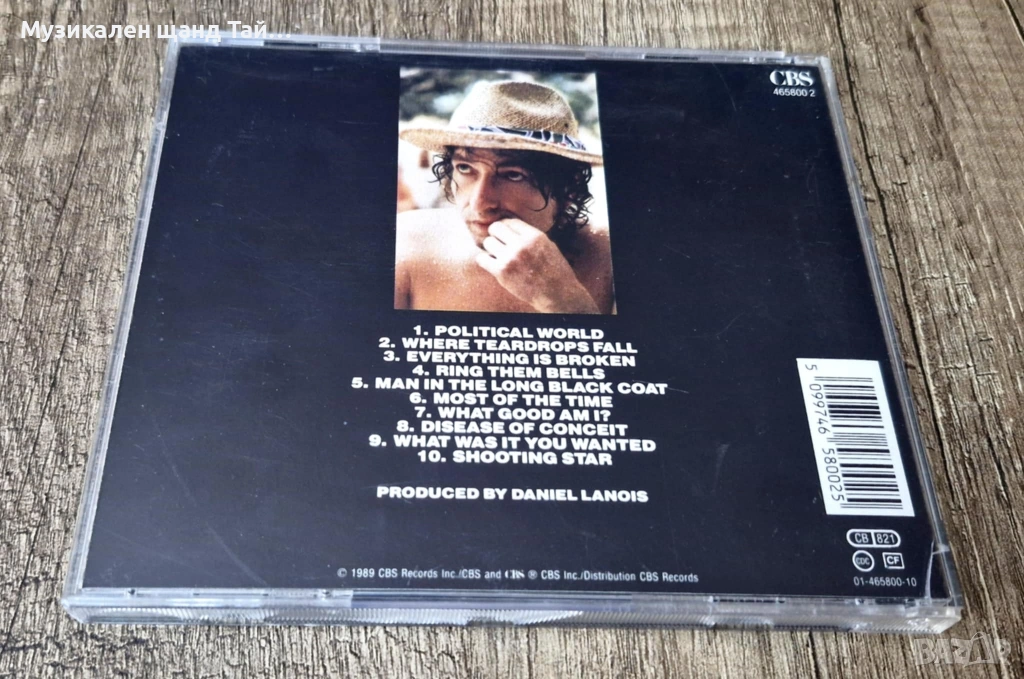 Музикален щанд Тай...
CBS
465800 2
1. POLITICAL WORLD
2. WHERE TEARDROPS FALL
3. EVERYTHING IS BROKEN
4. RING THEM BELLS
5. MAN IN THE LONG BLACK COAT
6. MOST OF THE TIME
7. WHAT GOOD AM I?
8. DISEASE OF CONCEIT
9. WHAT WAS IT YOU WANTED
10. SHOOTING STAR
PRODUCED BY DANIEL LANOIS
5 099746 580025
CB 821
CDC CF
01-465800-10
© 1989 CBS Records Inc./CBS and CBS ® CBS Inc./Distribution CBS Records
BAZAR